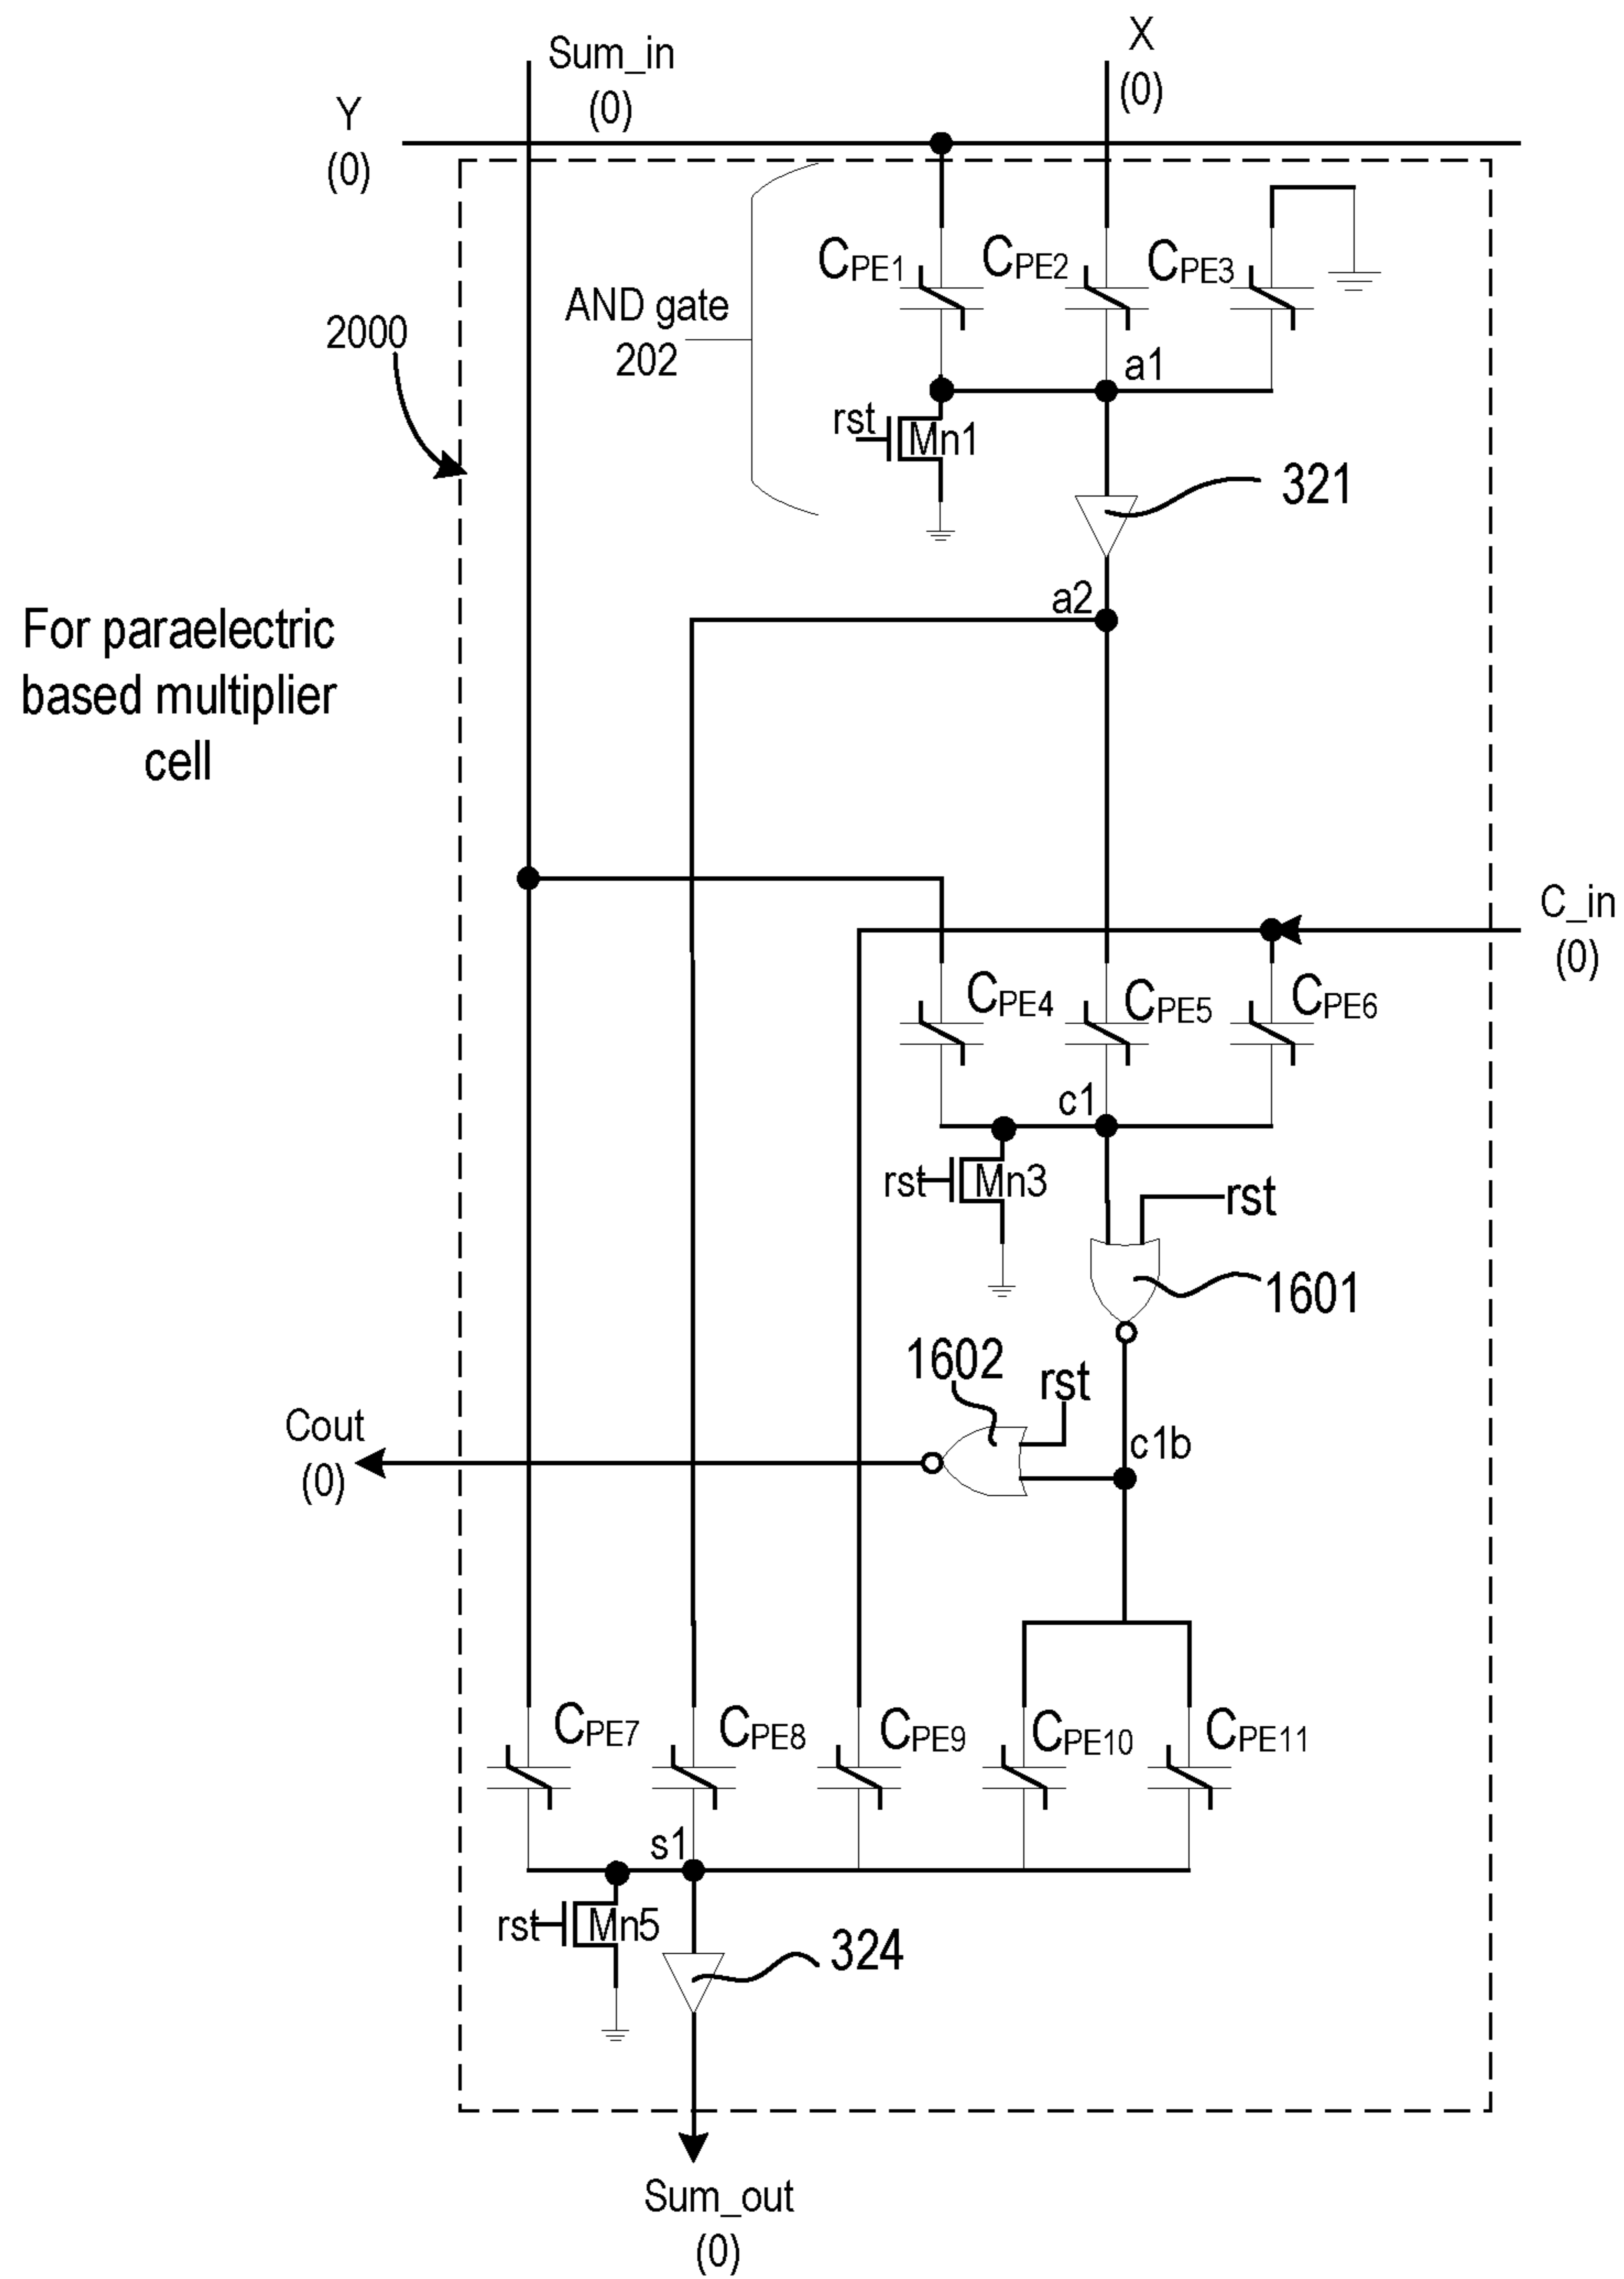 Sum_in
(0)
X
(0)
Y
(0)
CPE1
CPE2
CPE3
AND gate
202
2000
a1
rst
Mn1
321
a2
For paraelectric
based multiplier
cell
C_in
(0)
CPE4
CPE5
CPE6
c1
rst
Mn3
rst
1601
1602
rst
Cout
(0)
c1b
CPE7
CPE8
CPE9
CPE10
CPE11
s1
rst
Mn5
324
Sum_out
(0)